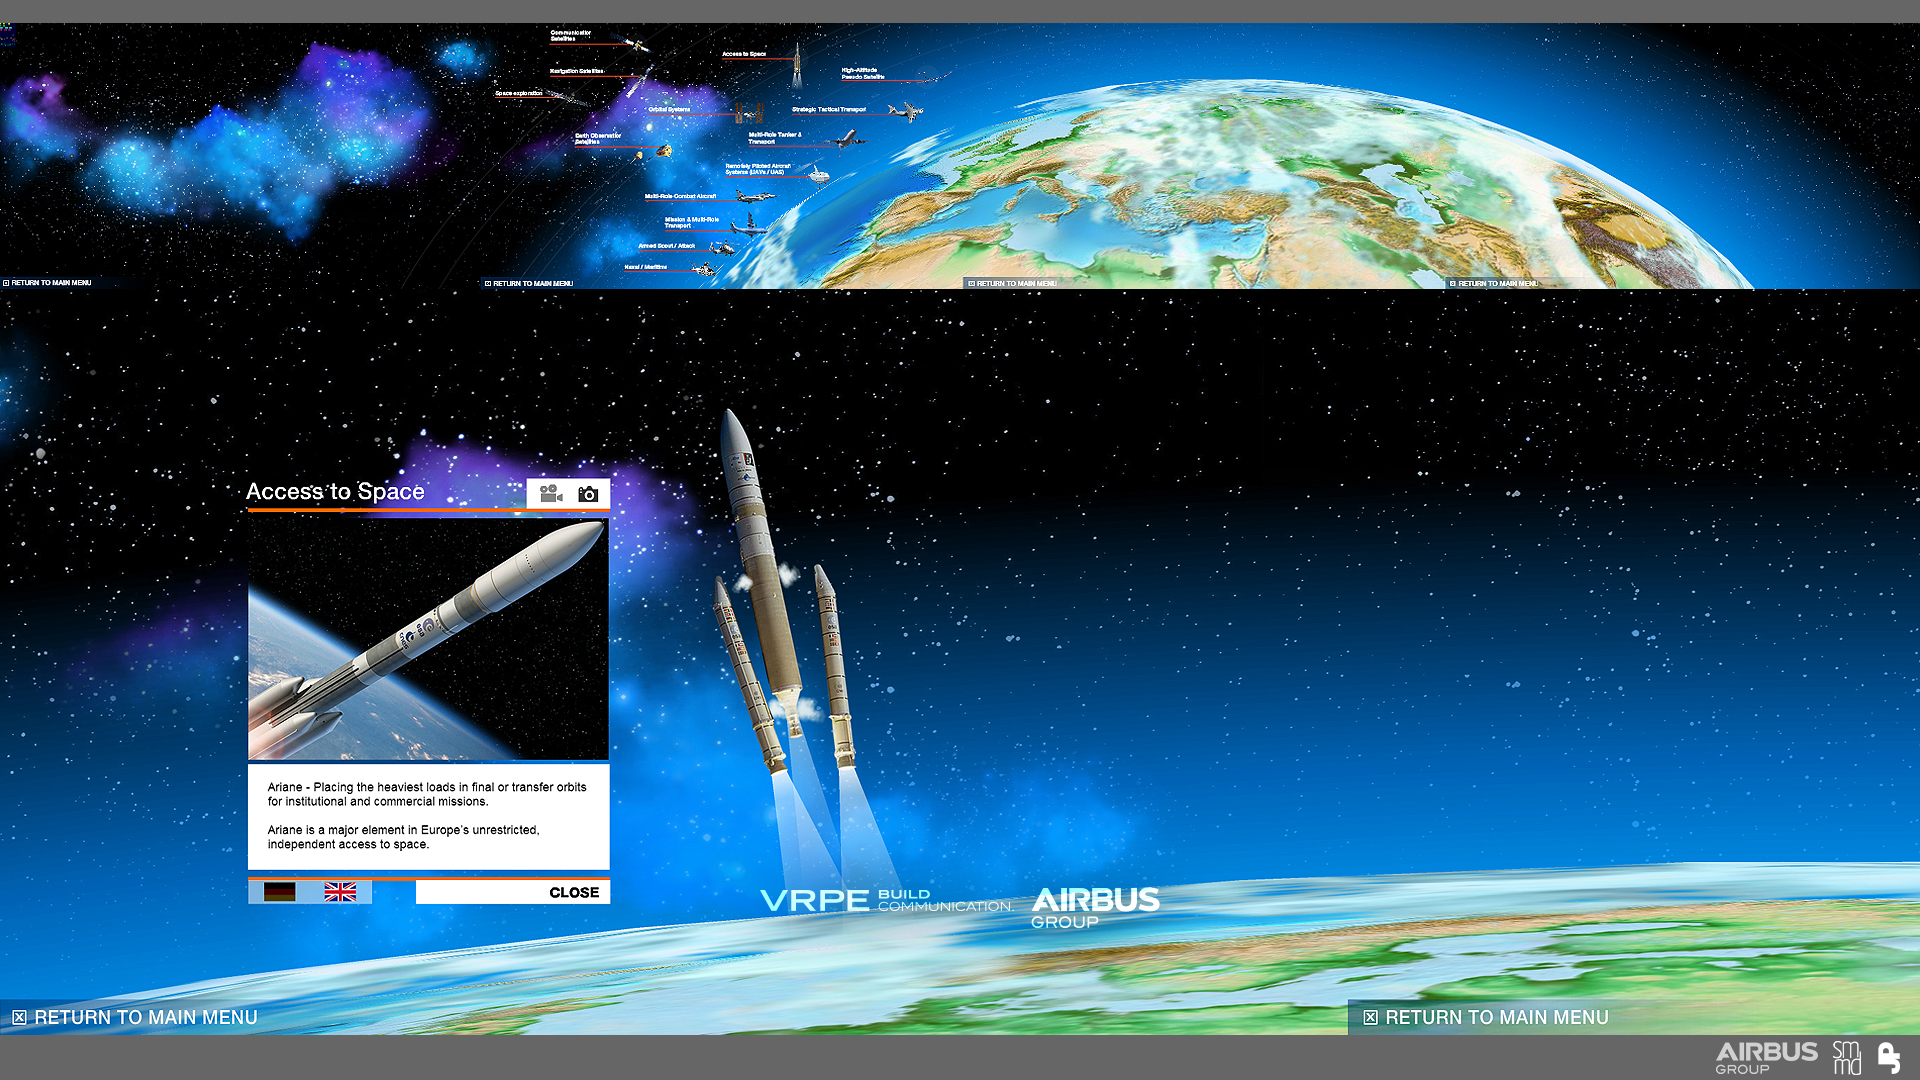 Communication
Satellites
Access to Space
Navigation Satellites
High-Altitude
Pseudo Satellite
Space exploration
Orbital Systems
Strategic Tactical Transport
Earth Observation
Satellites
Multi-Role Tanker &
Transport
Remotely Piloted Aircraft
Systems (UAVs / UAS)
Multi-Role Combat Aircraft
Mission & Multi-Role
Transport
Armed Scout / Attack
Naval / Maritime
RETURN TO MAIN MENU
RETURN TO MAIN MENU
RETURN TO MAIN MENU
RETURN TO MAIN MENU
Access to Space
Ariane - Placing the heaviest loads in final or transfer orbits
for institutional and commercial missions.
Ariane is a major element in Europe's unrestricted,
independent access to space.
CLOSE
VRPE BUILD
COMMUNICATION.
AIRBUS
GROUP
RETURN TO MAIN MENU
RETURN TO MAIN MENU
AIRBUS
GROUP
sm
md